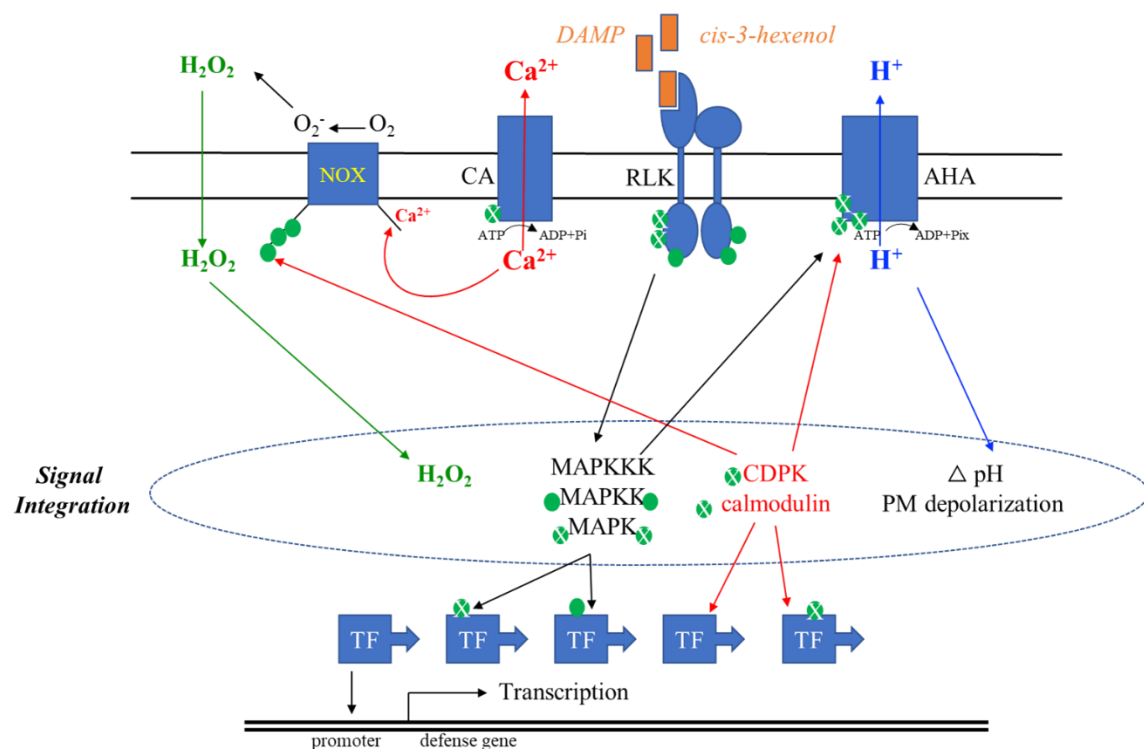 DAMP cis-3-hexenol
H₂O₂ Ca²⁺ H⁺
O₂⁻ O₂
NOX CA RLK AHA
Ca²⁺
ATP ADP+Pi ATP ADP+Pix
H₂O₂ Ca²⁺ H⁺
X
X
X
X
X
X
Signal
Integration
H₂O₂
MAPKKK
MAPKK
X MAPK X
X CDPK
X calmodulin
△ pH
PM depolarization
X X
TF TF TF TF TF
Transcription
promoter defense gene